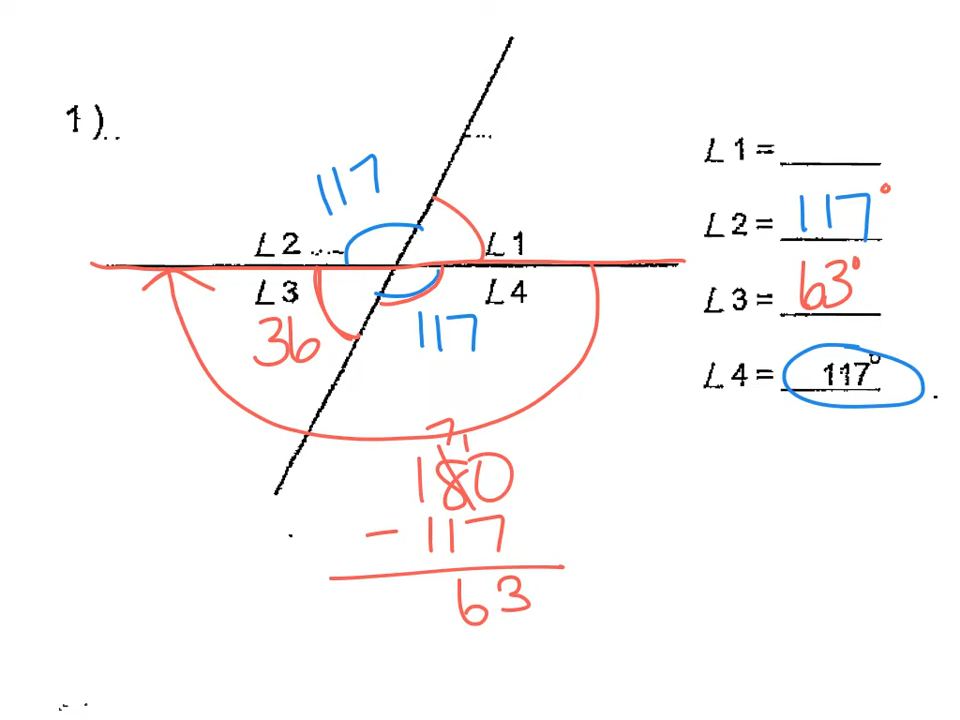 1)
117
∠1 = ______
∠2 = 117°
∠2 ∠1
∠3 ∠4
∠3 = 63°
36 117
∠4 = 117°
7 1
180
- 117
63